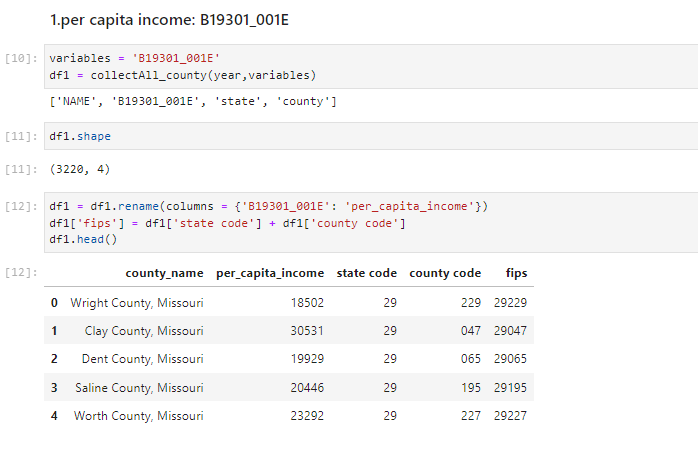 1.per capita income: B19301_001E
[10]: variables = 'B19301_001E'
df1 = collectAll_county(year,variables)
['NAME', 'B19301_001E', 'state', 'county']
[11]: df1.shape
[11]: (3220, 4)
[12]: df1 = df1.rename(columns = {'B19301_001E': 'per_capita_income'})
df1['fips'] = df1['state code'] + df1['county code']
df1.head()
[12]: county_name per_capita_income state code county code fips
0 Wright County, Missouri 18502 29 229 29229
1 Clay County, Missouri 30531 29 047 29047
2 Dent County, Missouri 19929 29 065 29065
3 Saline County, Missouri 20446 29 195 29195
4 Worth County, Missouri 23292 29 227 29227